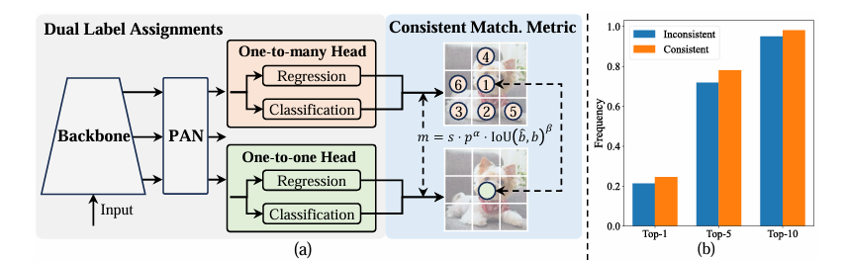 Dual Label Assignments
Consistent Match. Metric
One-to-many Head
Regression
Classification
Backbone
PAN
One-to-one Head
Regression
Classification
Input
4
6
1
3
2
5
m = s · p^α · IoU(b̂, b)^β
(a)
Frequency
1.0
0.8
0.6
0.4
0.2
0.0
Inconsistent
Consistent
Top-1
Top-5
Top-10
(b)